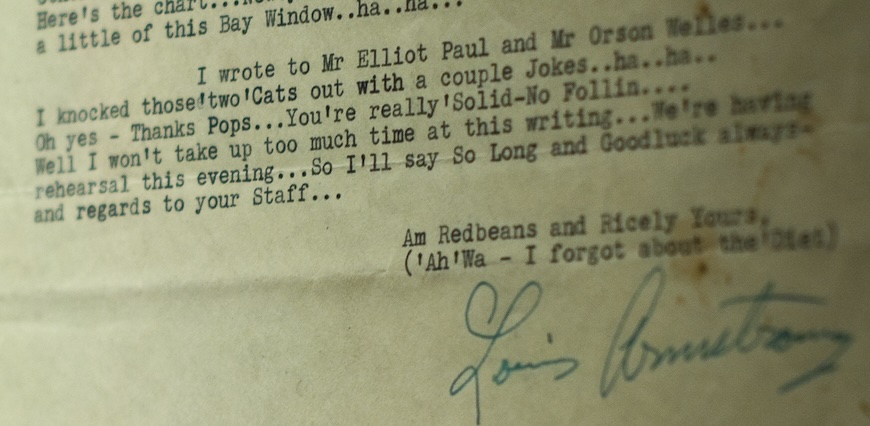 Here's the chart...
a little of this Bay Window..ha..ha...
I wrote to Mr Elliot Paul and Mr Orson Welles...
I knocked those'two'Cats out with a couple Jokes..ha..ha..
Oh yes - Thanks Pops...You're really'Solid-No Follin....
Well I won't take up too much time at this writing...We're having
rehearsal this evening...So I'll say So Long and Goodluck always-
and regards to your Staff...
Am Redbeans and Ricely Yours,
('Ah'Wa - I forgot about the'Diet)
Louis Armstrong